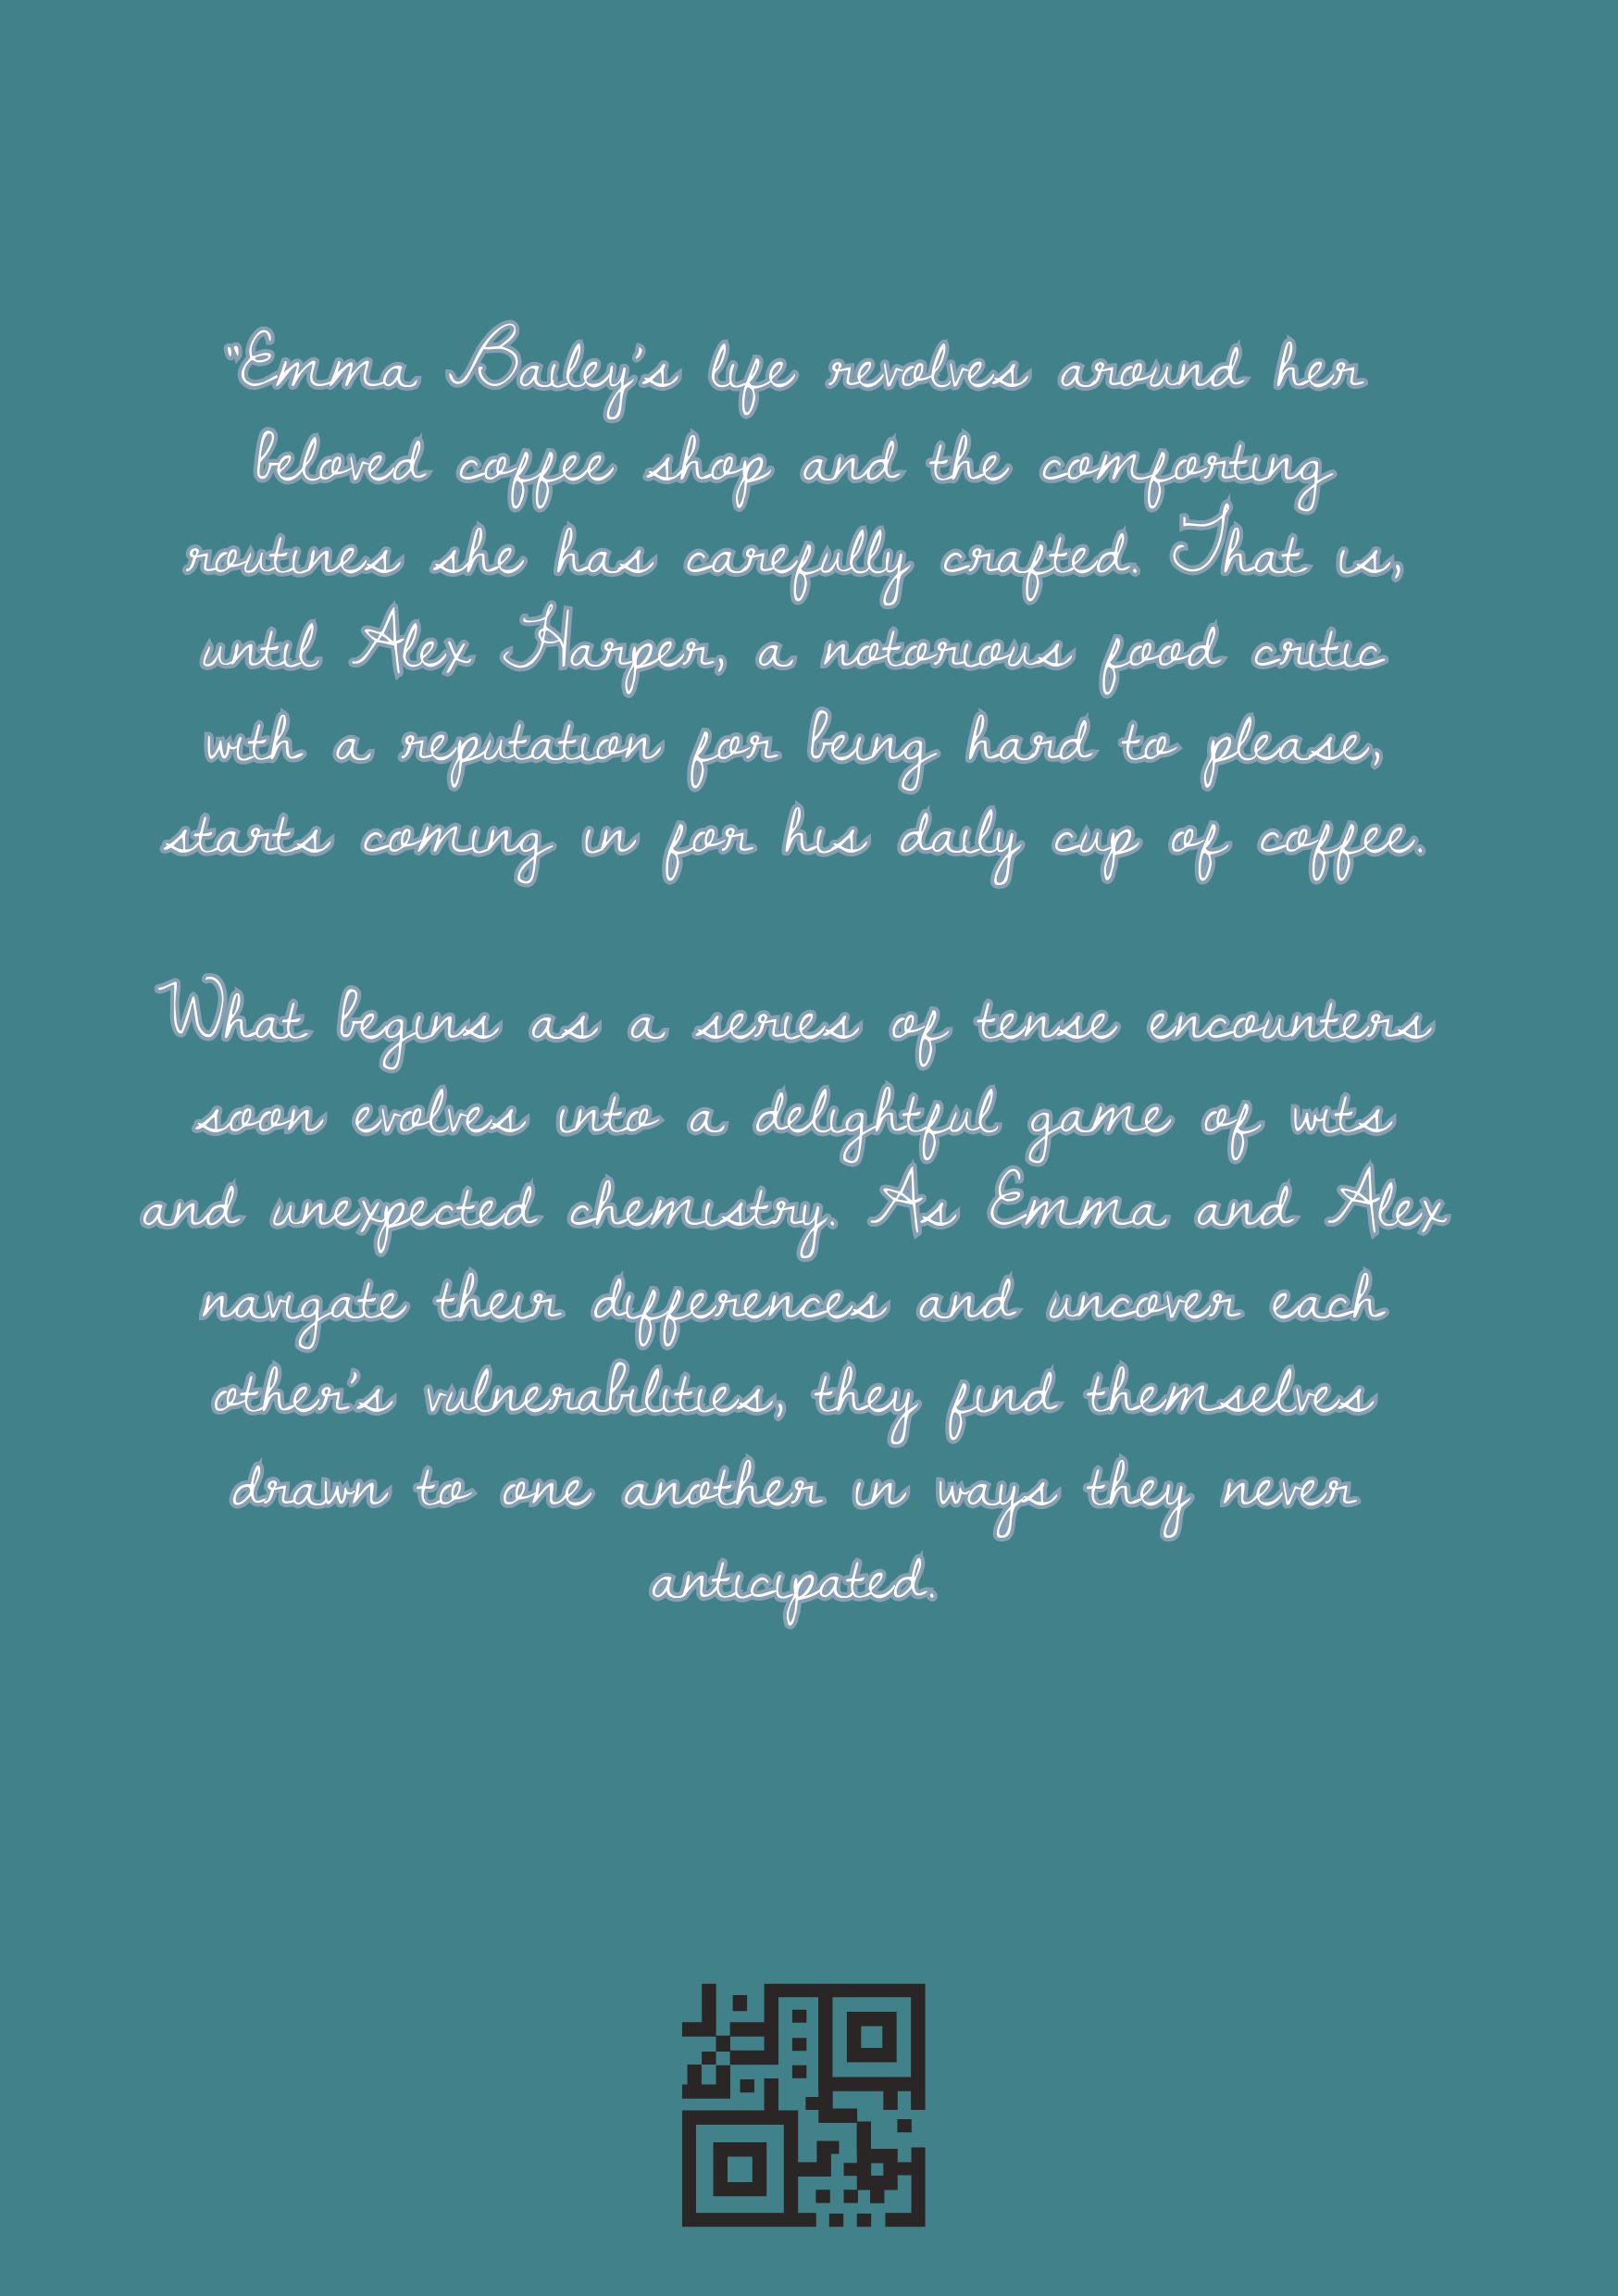 "Emma Bailey's life revolves around her
beloved coffee shop and the comforting
routines she has carefully crafted. That is,
until Alex Harper, a notorious food critic
with a reputation for being hard to please,
starts coming in for his daily cup of coffee.
What begins as a series of tense encounters
soon evolves into a delightful game of wits
and unexpected chemistry. As Emma and Alex
navigate their differences and uncover each
other's vulnerabilities, they find themselves
drawn to one another in ways they never
anticipated.